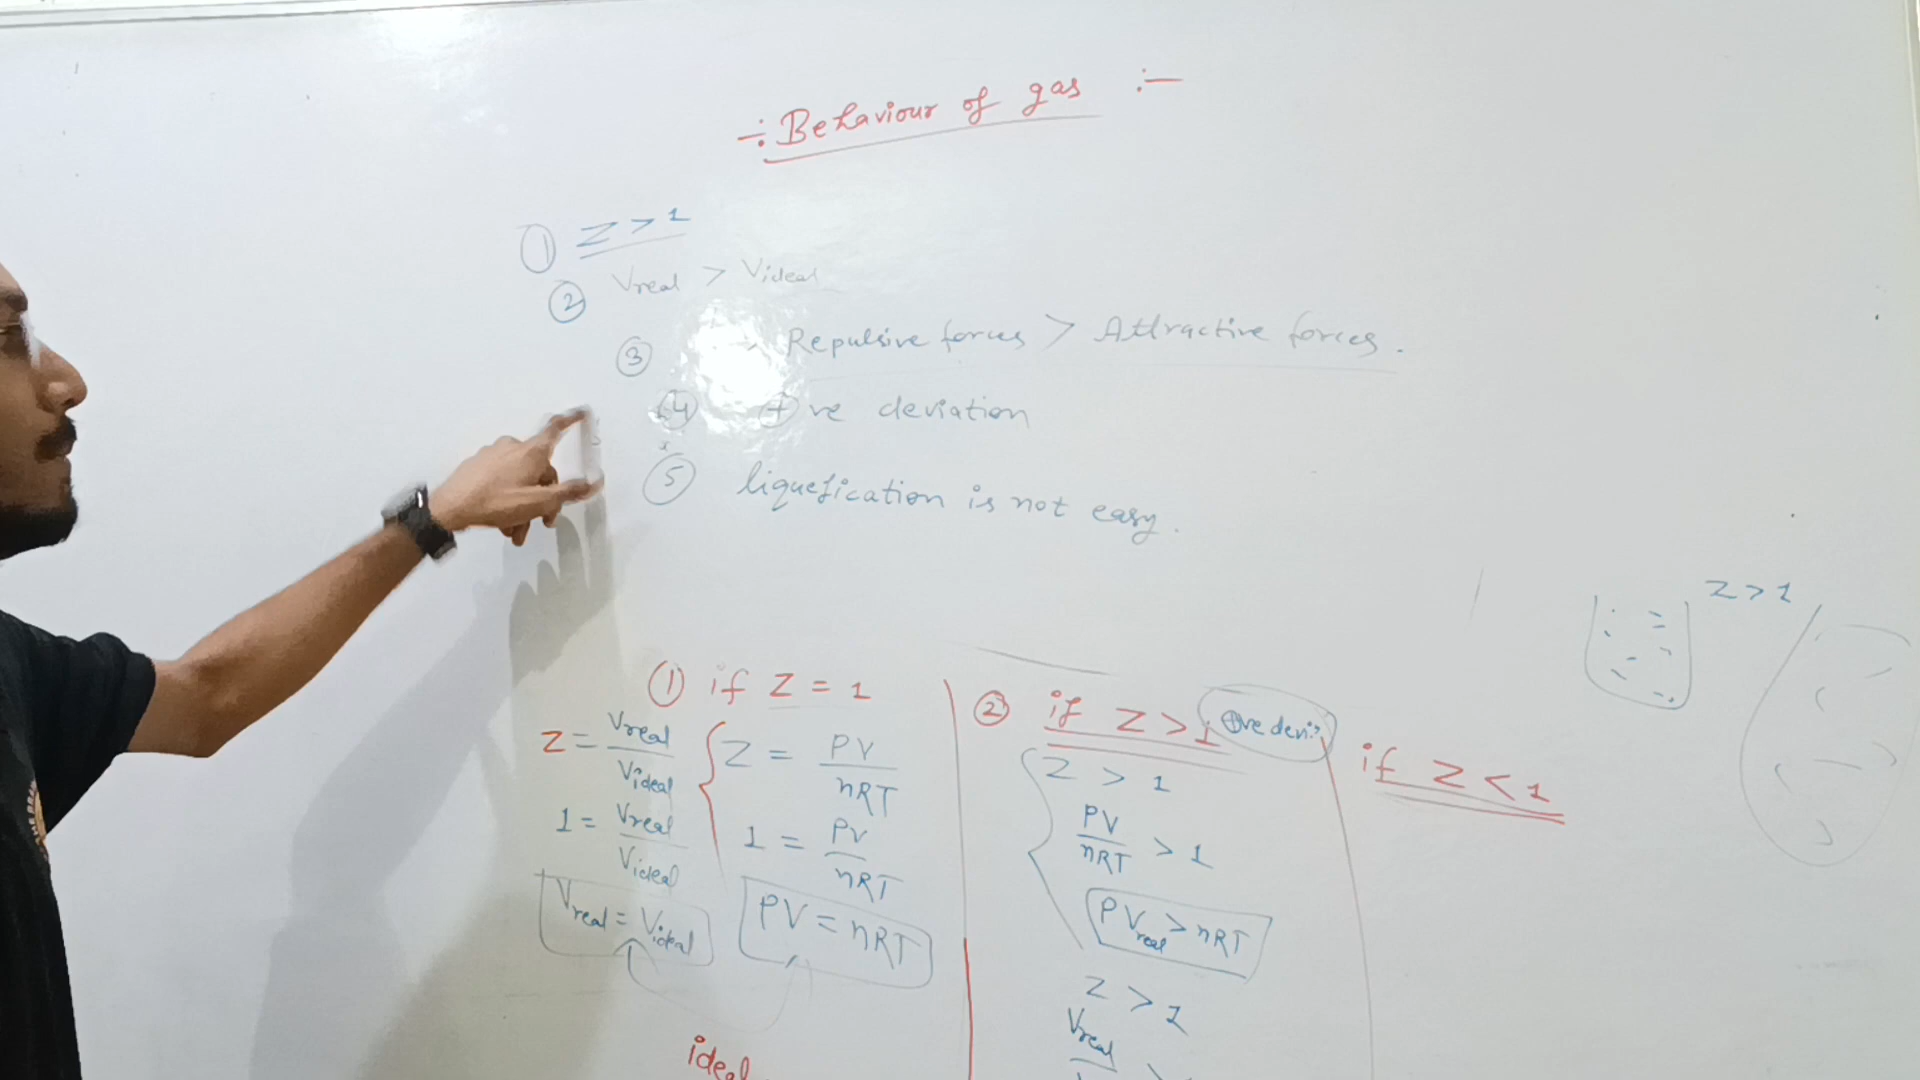 ÷ Behaviour of gas :-
① Z > 1
② Vreal > Videal
③ Repulsive forces > Attractive forces.
④ ⊕ve deviation
⑤ liquefication is not easy.
Z > 1
① if Z = 1
Z = Vreal / Videal
1 = Vreal / Videal
Vreal = Videal
Z = PV / nRT
1 = PV / nRT
PV = nRT
ideal
② if Z > 1
⊕ve devi:
Z > 1
PV / nRT > 1
PVreal > nRT
Z > 1
Vreal
if Z < 1